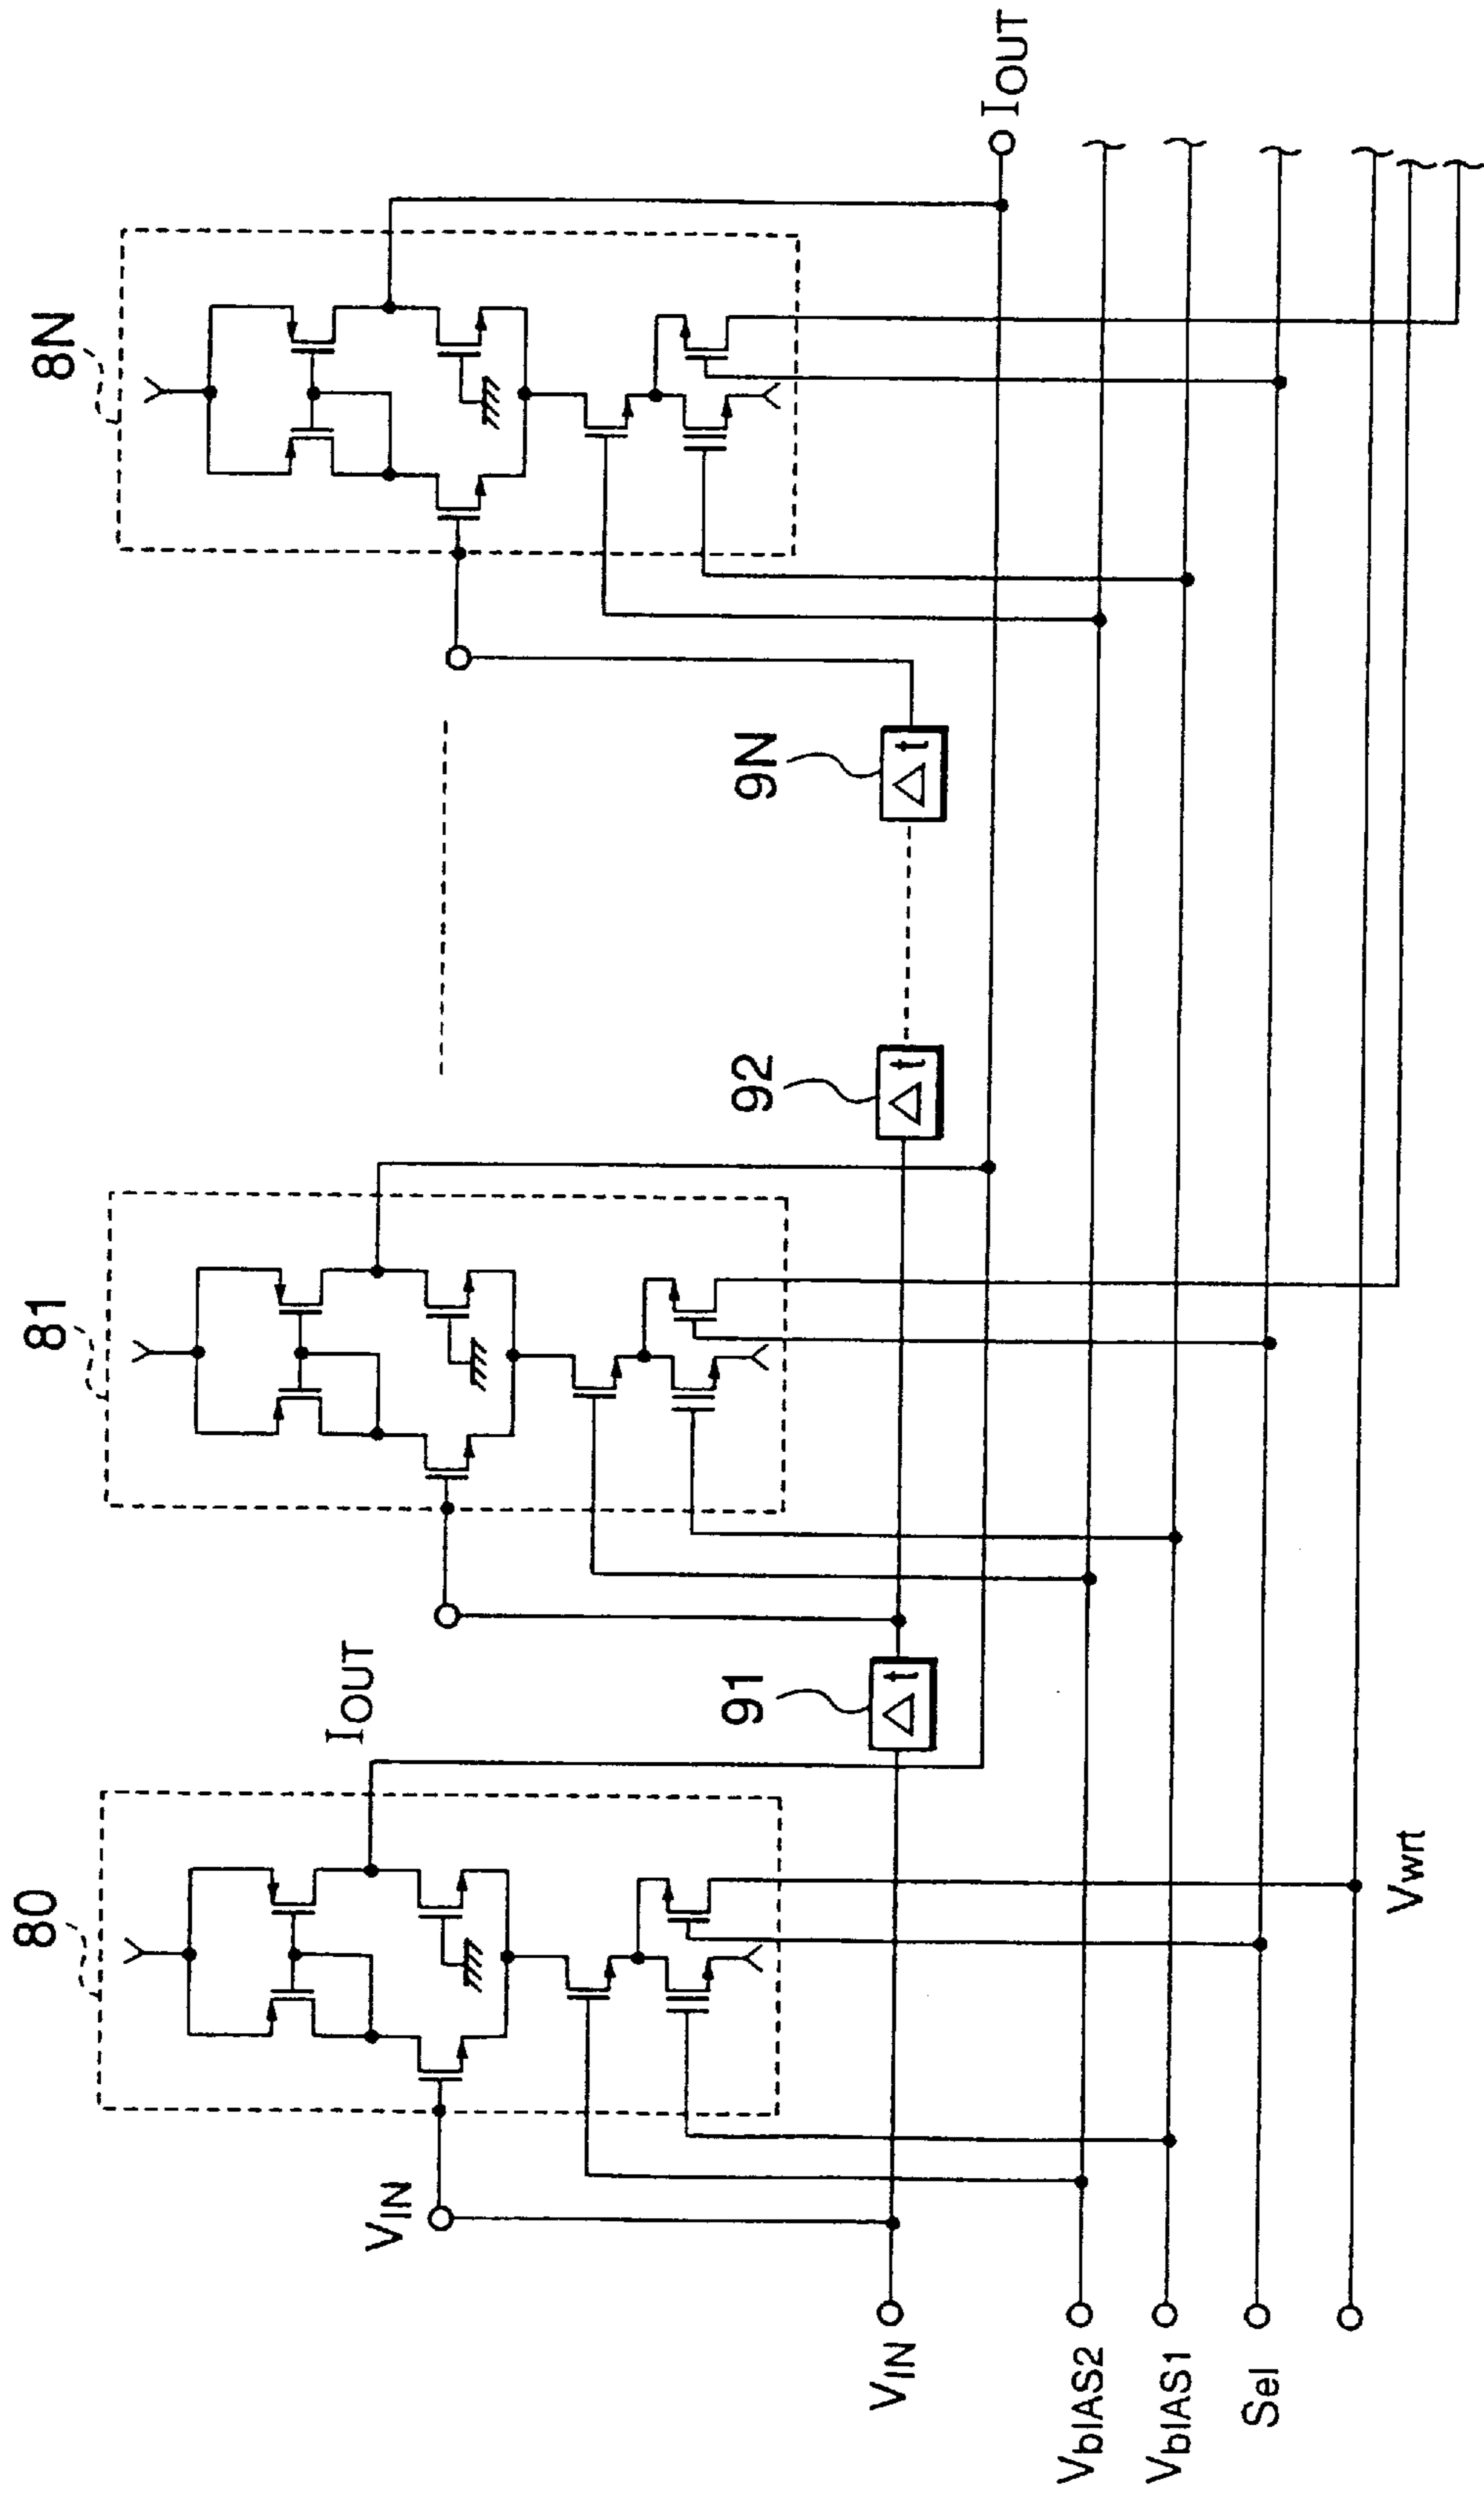 80
81
8N
IOUT
VIN
91
92
9N
△t
△t
△t
IOUT
VIN
VbIAS2
VbIAS1
Sel
Vwrt